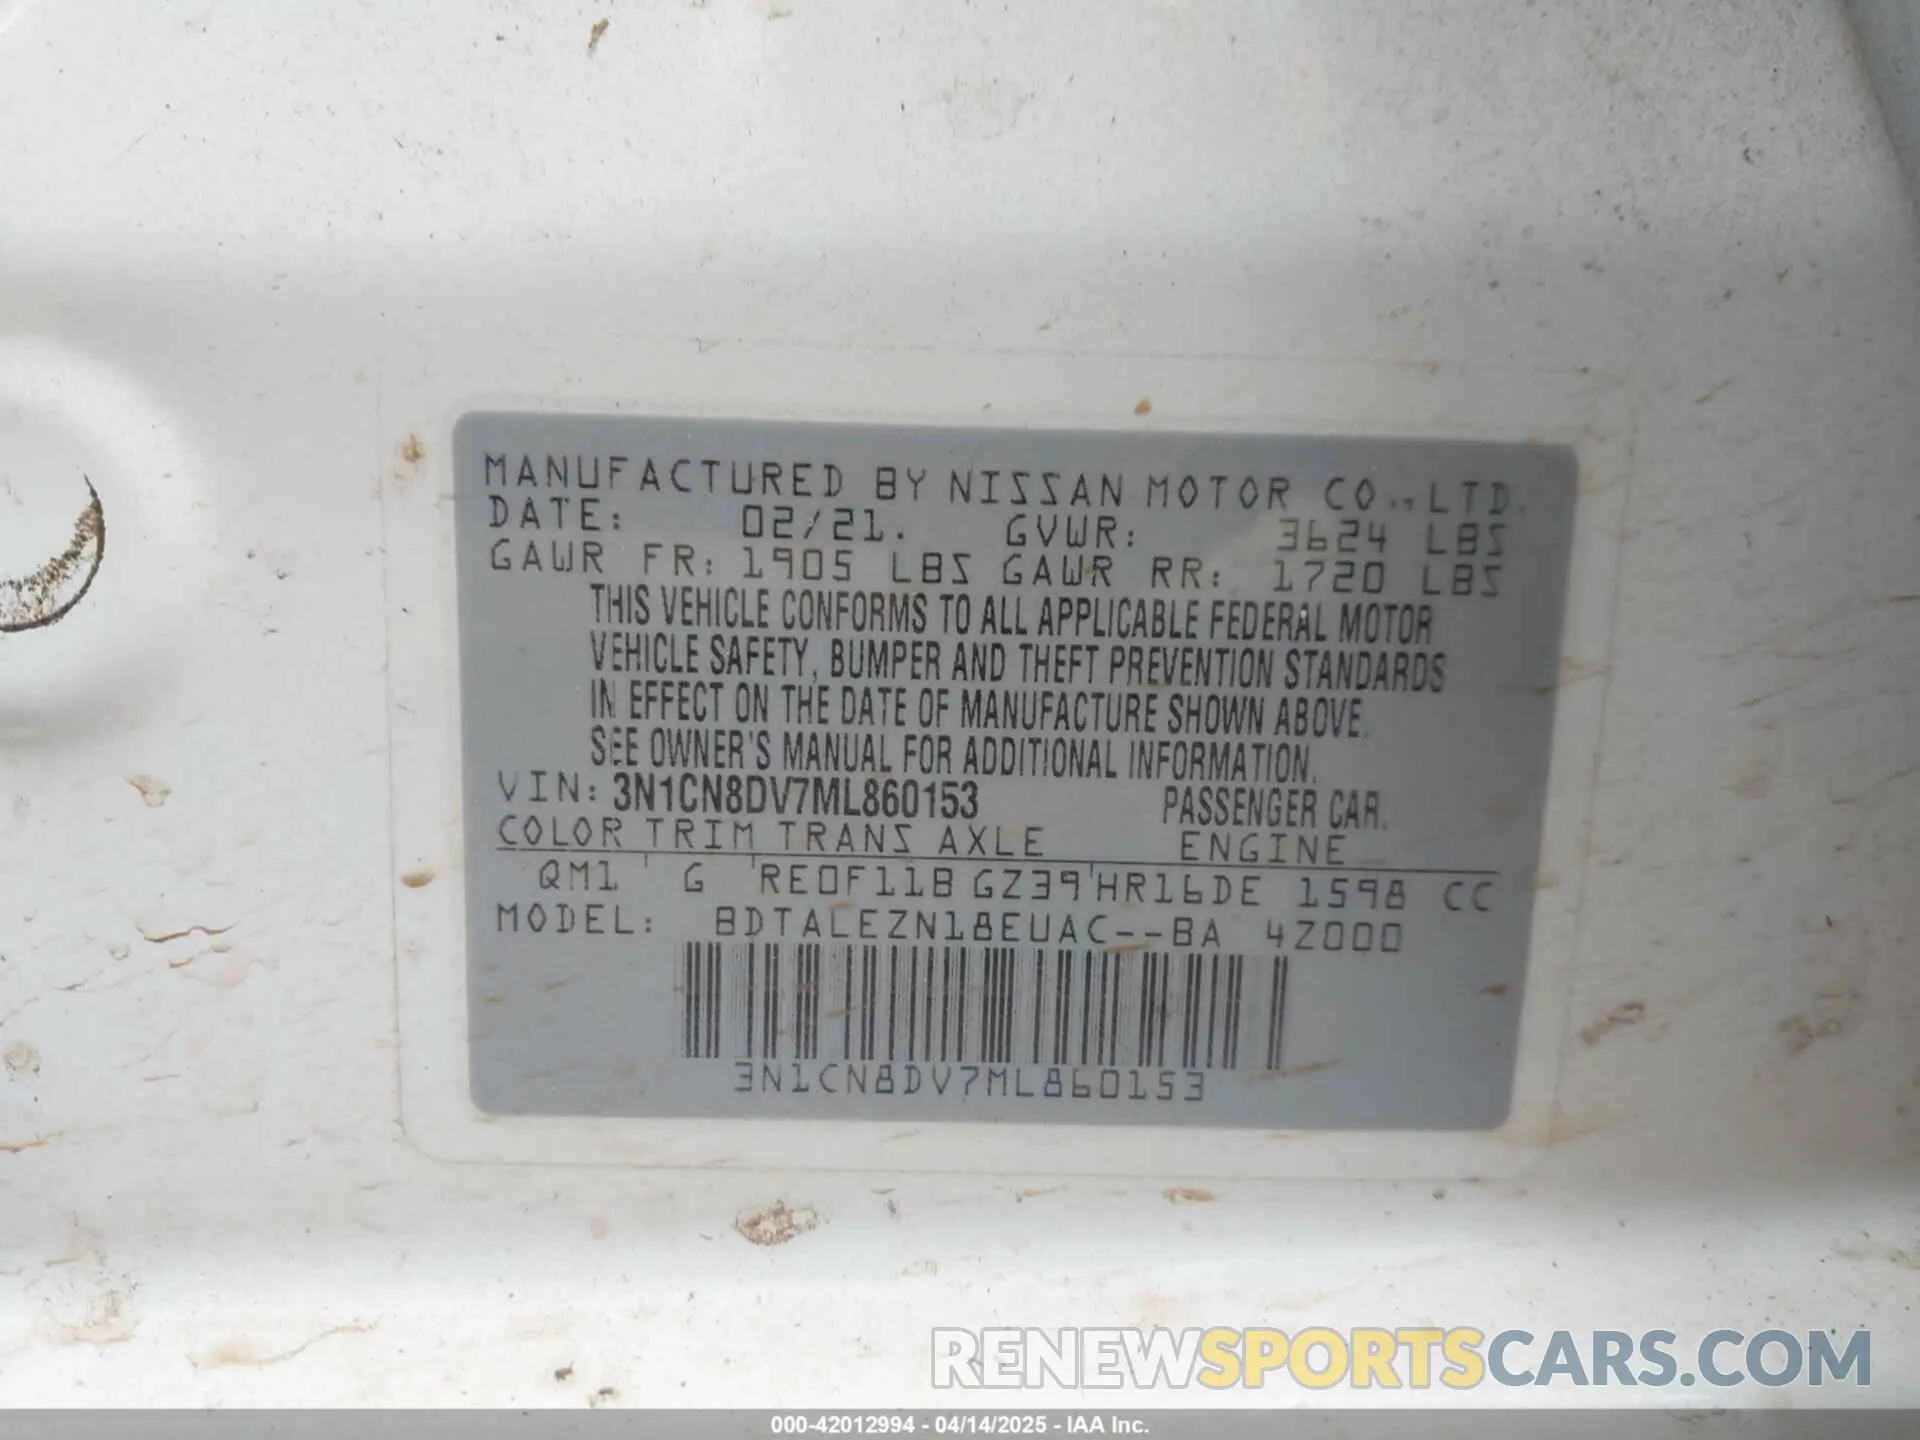 MANUFACTURED BY NISSAN MOTOR CO., LTD.
DATE: 02/21. GVWR: 3624 LBS
GAWR FR: 1905 LBS GAWR RR: 1720 LBS
THIS VEHICLE CONFORMS TO ALL APPLICABLE FEDERAL MOTOR
VEHICLE SAFETY, BUMPER AND THEFT PREVENTION STANDARDS
IN EFFECT ON THE DATE OF MANUFACTURE SHOWN ABOVE.
SEE OWNER'S MANUAL FOR ADDITIONAL INFORMATION.
VIN: 3N1CN8DV7ML860153 PASSENGER CAR.
COLOR TRIM TRANS AXLE ENGINE
QM1 ' G ' RE0F11B GZ39 ' HR16DE 1598 CC
MODEL: BDTALEZN18EUAC--BA 4Z000
3N1CN8DV7ML860153
RENEWSPORTSCARS.COM
000-42012994 - 04/14/2025 - IAA Inc.